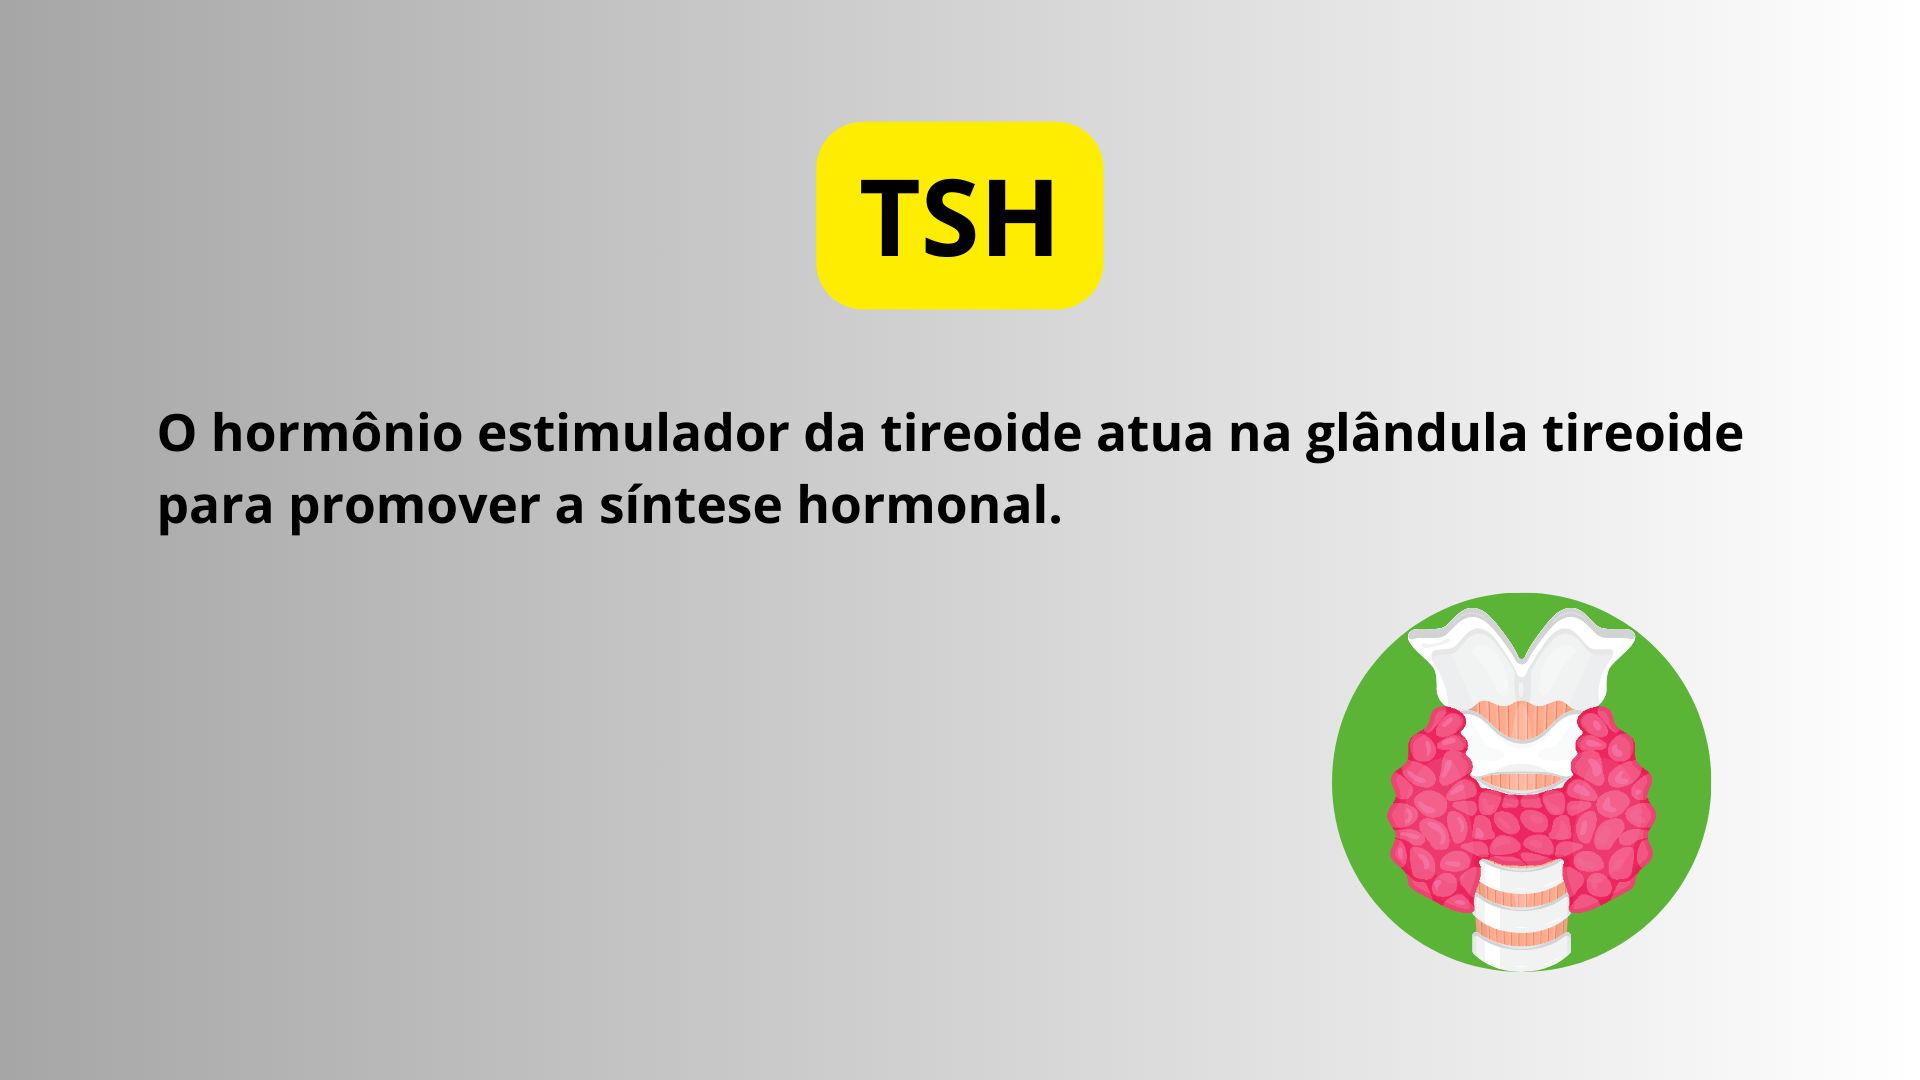 TSH
O hormônio estimulador da tireoide atua na glândula tireoide
para promover a síntese hormonal.